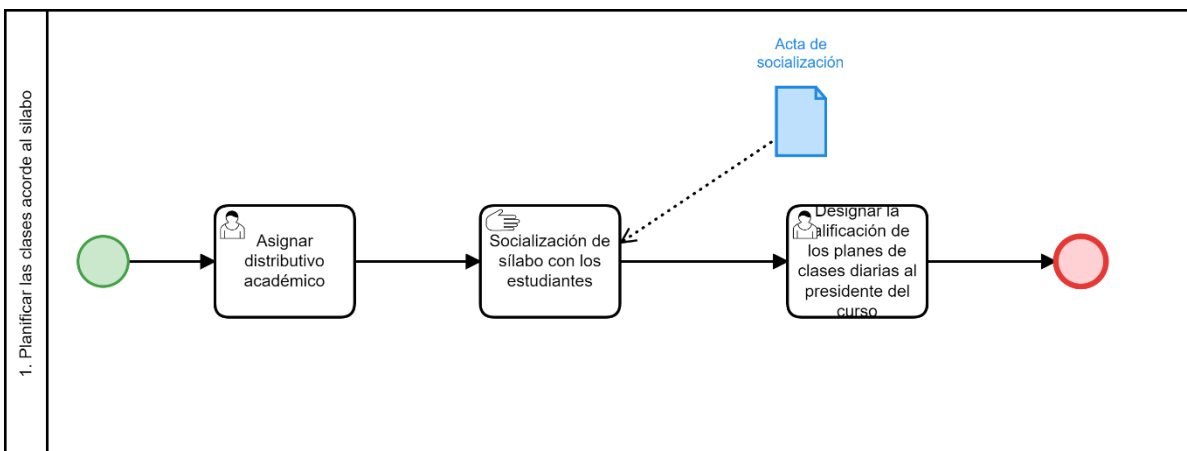 1. Planificar las clases acorde al silabo
Acta de
socialización
Asignar
distributivo
académico
Socialización de
sílabo con los
estudiantes
Designar la
alificación de
los planes de
clases diarias al
presidente del
curso